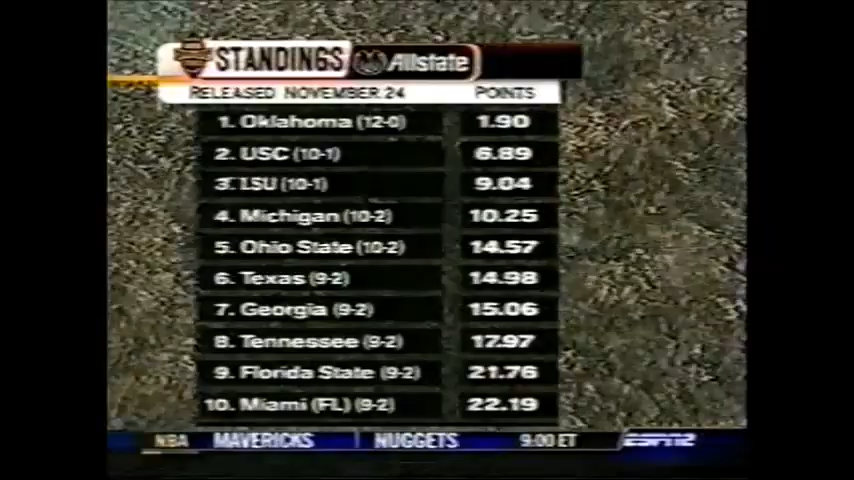 STANDINGS Allstate
RELEASED NOVEMBER 24 POINTS
1. Oklahoma (12-0) 1.90
2. USC (10-1) 6.89
3. LSU (10-1) 9.04
4. Michigan (10-2) 10.25
5. Ohio State (10-2) 14.57
6. Texas (9-2) 14.98
7. Georgia (9-2) 15.06
8. Tennessee (9-2) 17.97
9. Florida State (9-2) 21.76
10. Miami (FL) (9-2) 22.19
NBA MAVERICKS NUGGETS 9:00 ET ESPN2